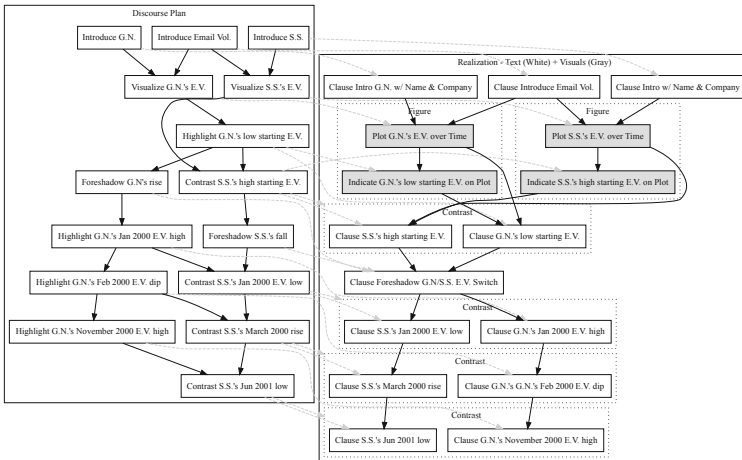 Discourse Plan
Introduce G.N.
Introduce Email Vol.
Introduce S.S.
Visualize G.N.'s E.V.
Visualize S.S.'s E.V.
Highlight G.N.'s low starting E.V.
Foreshadow G.N's rise
Contrast S.S.'s high starting E.V.
Highlight G.N.'s Jan 2000 E.V. high
Foreshadow S.S.'s fall
Highlight G.N.'s Feb 2000 E.V. dip
Contrast S.S.'s Jan 2000 E.V. low
Highlight G.N.'s November 2000 E.V. high
Contrast S.S.'s March 2000 rise
Contrast S.S.'s Jun 2001 low
Realization - Text (White) + Visuals (Gray)
Clause Intro G.N. w/ Name & Company
Clause Introduce Email Vol.
Clause Intro w/ Name & Company
Figure
Figure
Plot G.N.'s E.V. over Time
Plot S.S.'s E.V. over Time
Indicate G.N.'s low starting E.V. on Plot
Indicate S.S.'s high starting E.V. on Plot
Contrast
Clause S.S.'s high starting E.V.
Clause G.N.'s low starting E.V.
Clause Foreshadow G.N/S.S. E.V. Switch
Contrast
Clause S.S.'s Jan 2000 E.V. low
Clause G.N.'s Jan 2000 E.V. high
Contrast
Clause S.S.'s March 2000 rise
Clause G.N.'s G.N.'s Feb 2000 E.V. dip
Contrast
Clause S.S.'s Jun 2001 low
Clause G.N.'s November 2000 E.V. high